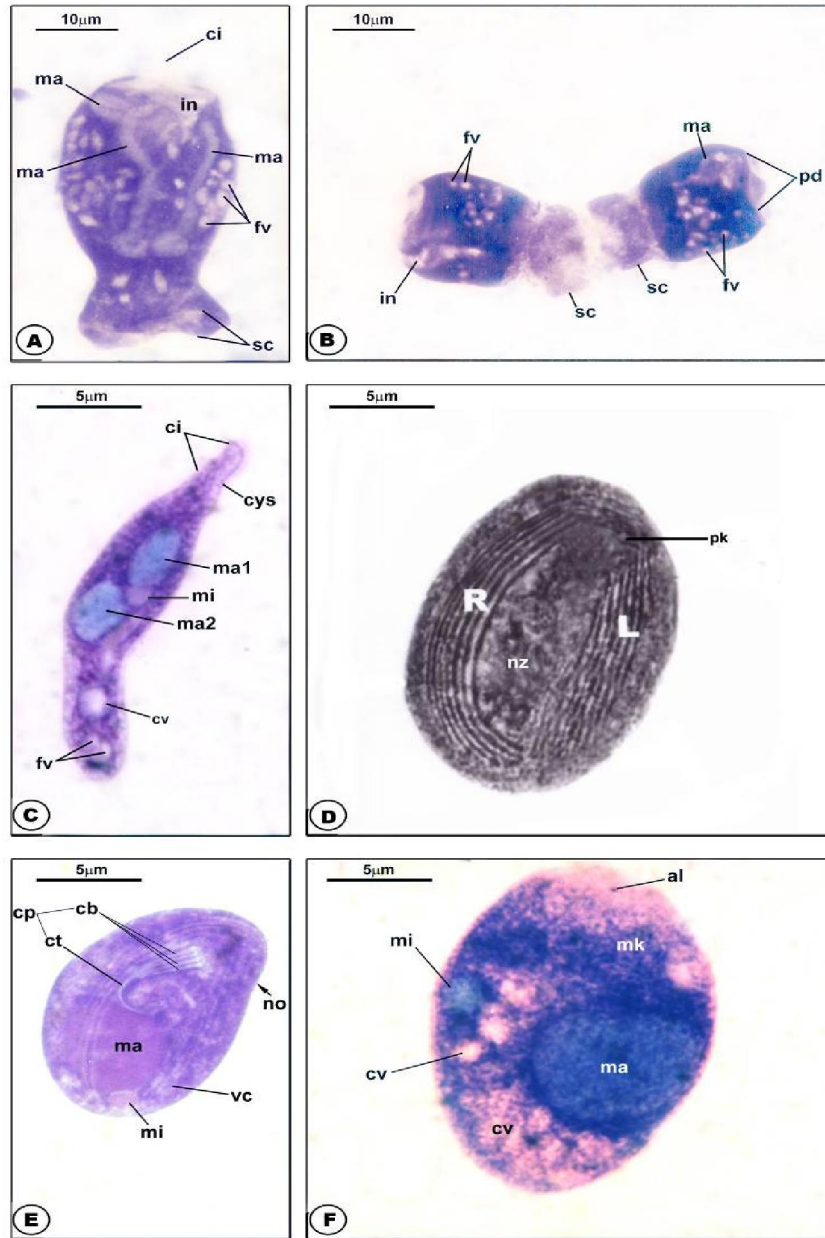 10µm
ci
ma
in
ma
ma
fv
sc
A
10µm
fv
ma
pd
in
sc
sc
fv
B
5µm
ci
cys
ma1
mi
ma2
cv
fv
C
5µm
pk
R
L
nz
D
5µm
cp
cb
ct
no
ma
vc
mi
E
5µm
al
mk
mi
ma
cv
cv
F